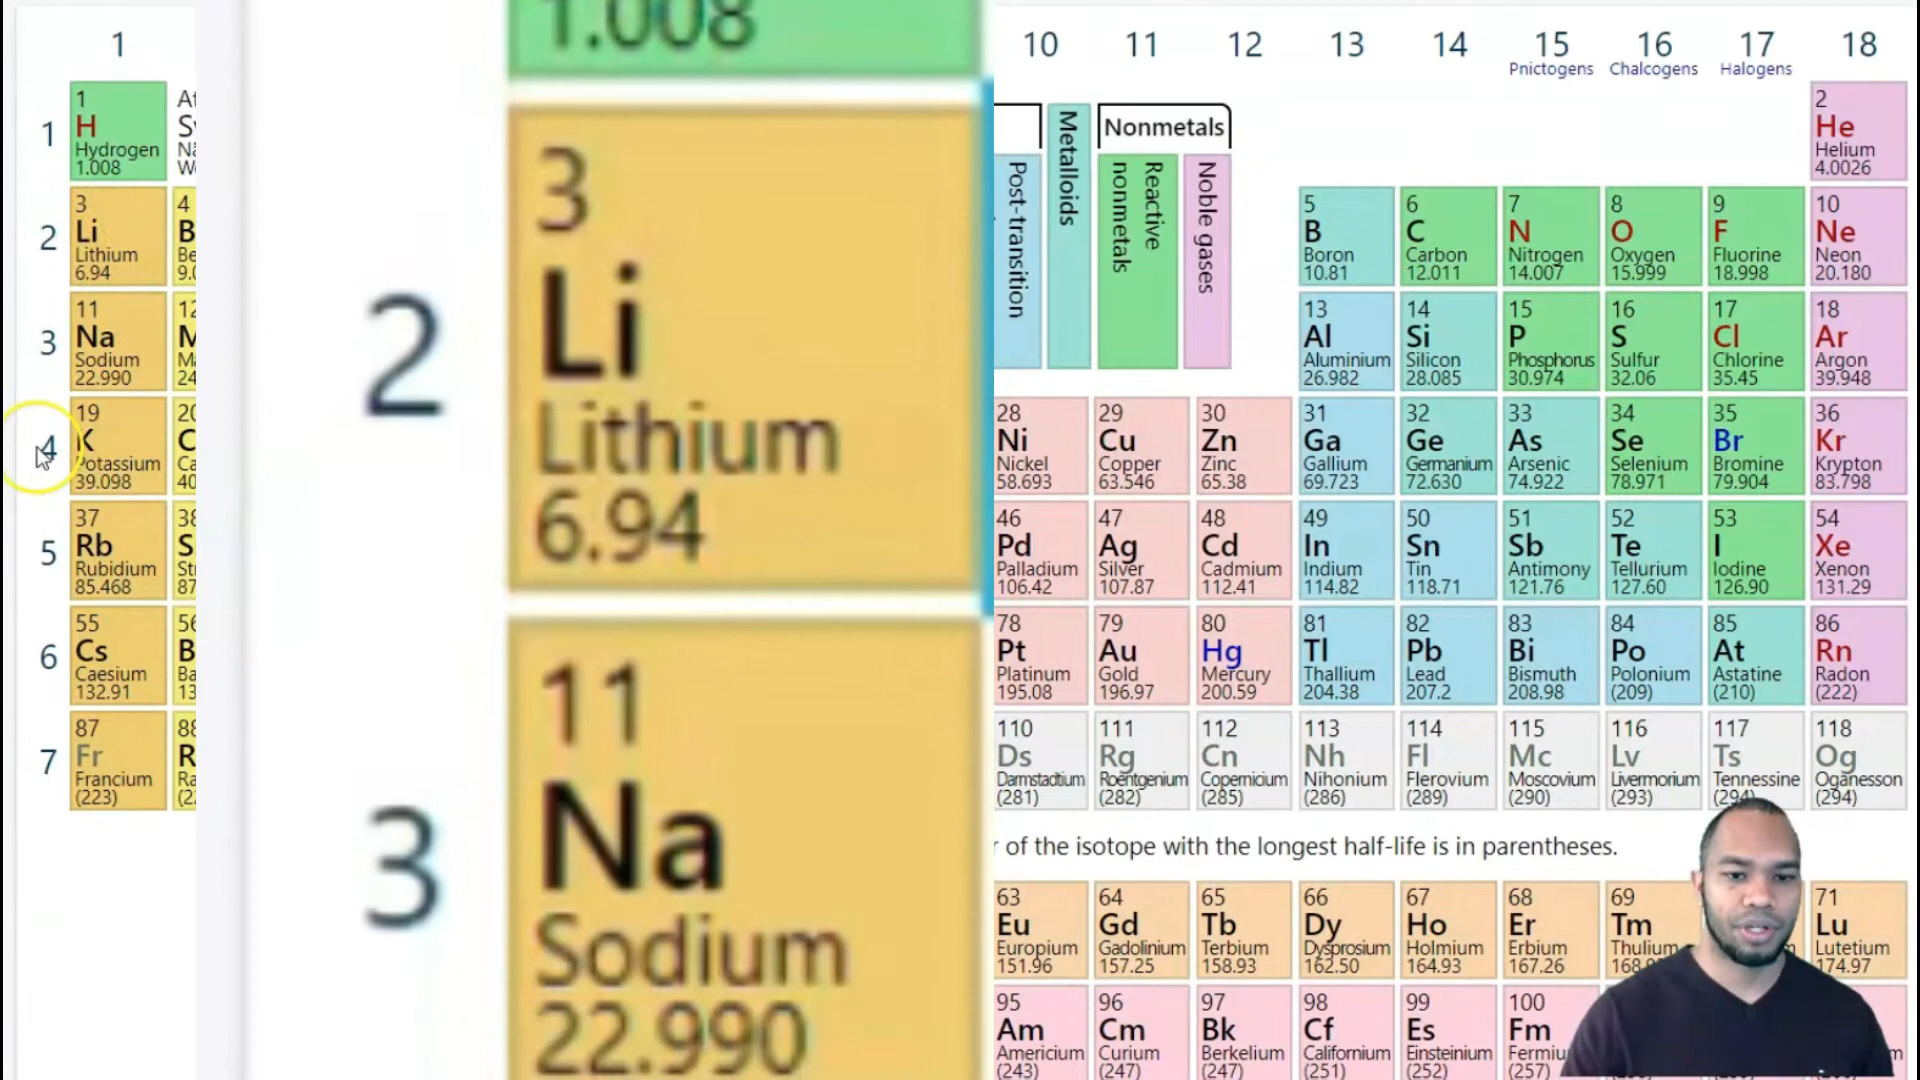 1
1
1
H
Hydrogen
1.008
2
3
Li
Lithium
6.94
4
3
11
Na
Sodium
22.990
12
4
19
K
Potassium
39.098
20
5
37
Rb
Rubidium
85.468
38
6
55
Cs
Caesium
132.91
56
7
87
Fr
Francium
(223)
88
1.008
2
3
Li
Lithium
6.94
3
11
Na
Sodium
22.990
10
11
12
13
14
15
Pnictogens
16
Chalcogens
17
Halogens
18
Post-transition
Metalloids
Nonmetals
Reactive
nonmetals
Noble gases
2
He
Helium
4.0026
5
B
Boron
10.81
6
C
Carbon
12.011
7
N
Nitrogen
14.007
8
O
Oxygen
15.999
9
F
Fluorine
18.998
10
Ne
Neon
20.180
13
Al
Aluminium
26.982
14
Si
Silicon
28.085
15
P
Phosphorus
30.974
16
S
Sulfur
32.06
17
Cl
Chlorine
35.45
18
Ar
Argon
39.948
28
Ni
Nickel
58.693
29
Cu
Copper
63.546
30
Zn
Zinc
65.38
31
Ga
Gallium
69.723
32
Ge
Germanium
72.630
33
As
Arsenic
74.922
34
Se
Selenium
78.971
35
Br
Bromine
79.904
36
Kr
Krypton
83.798
46
Pd
Palladium
106.42
47
Ag
Silver
107.87
48
Cd
Cadmium
112.41
49
In
Indium
114.82
50
Sn
Tin
118.71
51
Sb
Antimony
121.76
52
Te
Tellurium
127.60
53
I
Iodine
126.90
54
Xe
Xenon
131.29
78
Pt
Platinum
195.08
79
Au
Gold
196.97
80
Hg
Mercury
200.59
81
Tl
Thallium
204.38
82
Pb
Lead
207.2
83
Bi
Bismuth
208.98
84
Po
Polonium
(209)
85
At
Astatine
(210)
86
Rn
Radon
(222)
110
Ds
Darmstadtium
(281)
111
Rg
Roentgenium
(282)
112
Cn
Copernicium
(285)
113
Nh
Nihonium
(286)
114
Fl
Flerovium
(289)
115
Mc
Moscovium
(290)
116
Lv
Livermorium
(293)
117
Ts
Tennessine
(294)
118
Og
Oganesson
(294)
of the isotope with the longest half-life is in parentheses.
63
Eu
Europium
151.96
64
Gd
Gadolinium
157.25
65
Tb
Terbium
158.93
66
Dy
Dysprosium
162.50
67
Ho
Holmium
164.93
68
Er
Erbium
167.26
69
Tm
Thulium
71
Lu
Lutetium
174.97
95
Am
Americium
(243)
96
Cm
Curium
(247)
97
Bk
Berkelium
(247)
98
Cf
Californium
(251)
99
Es
Einsteinium
(252)
100
Fm
(257)